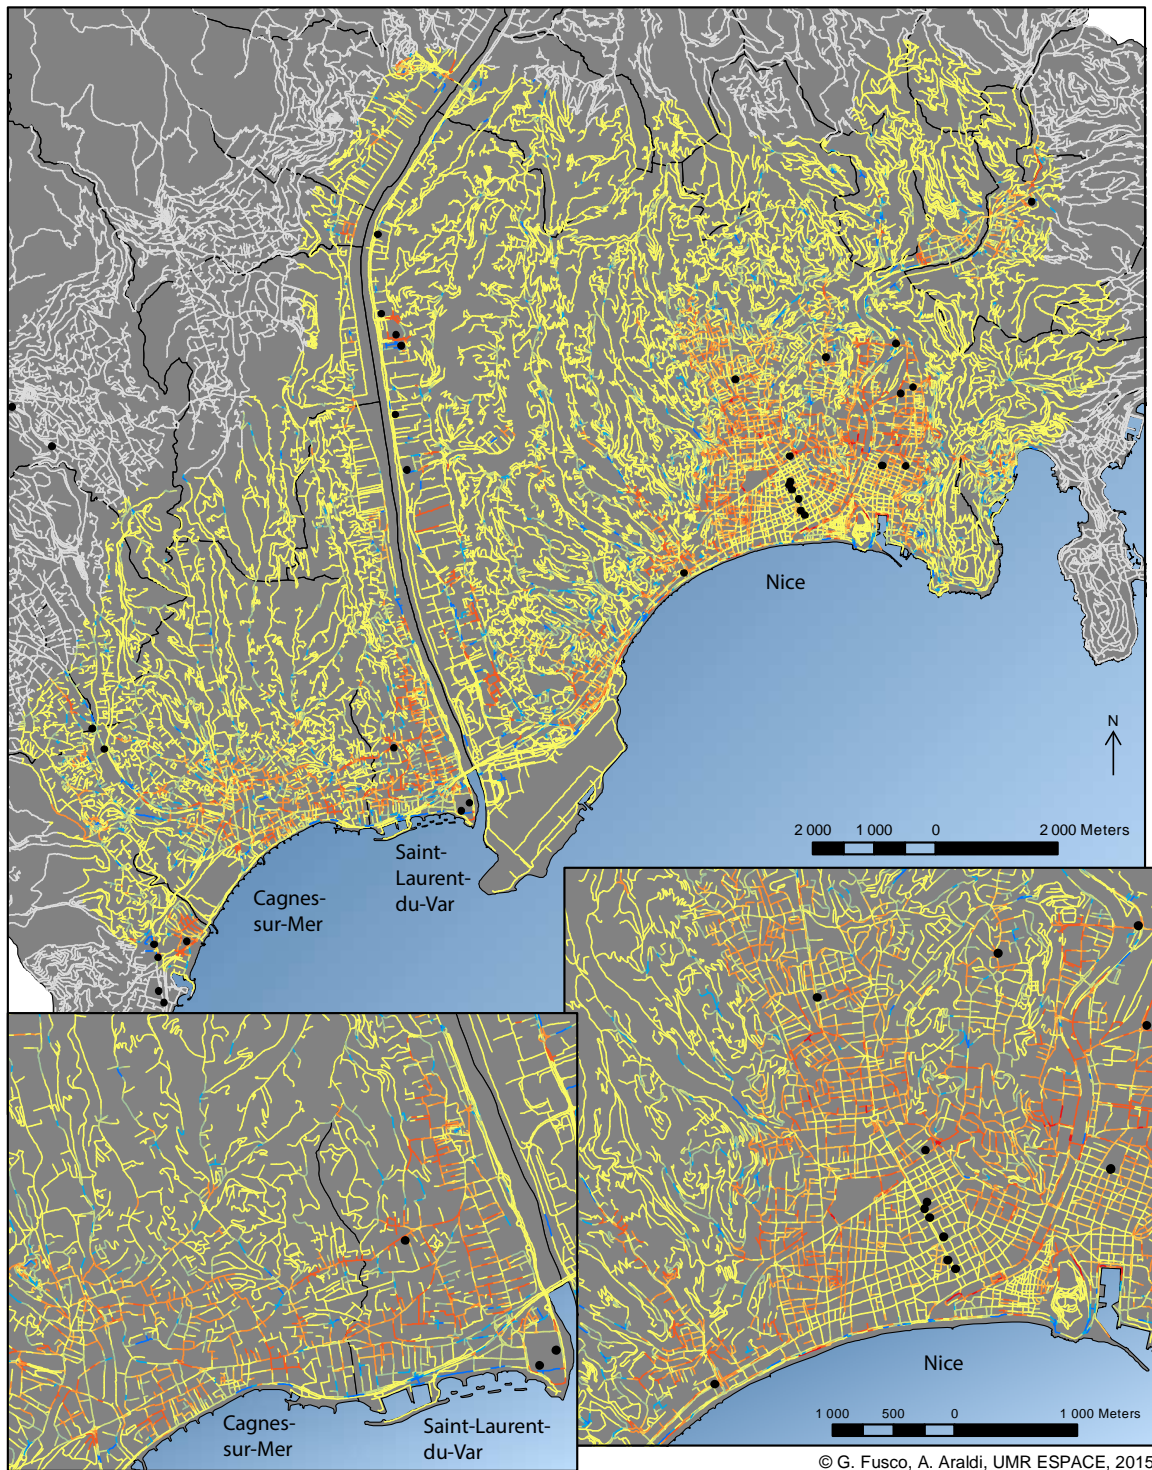 Nice
N
2 000 1 000 0 2 000 Meters
Saint-
Laurent-
du-Var
Cagnes-
sur-Mer
Nice
1 000 500 0 1 000 Meters
Cagnes-
sur-Mer
Saint-Laurent-
du-Var
© G. Fusco, A. Araldi, UMR ESPACE, 2015